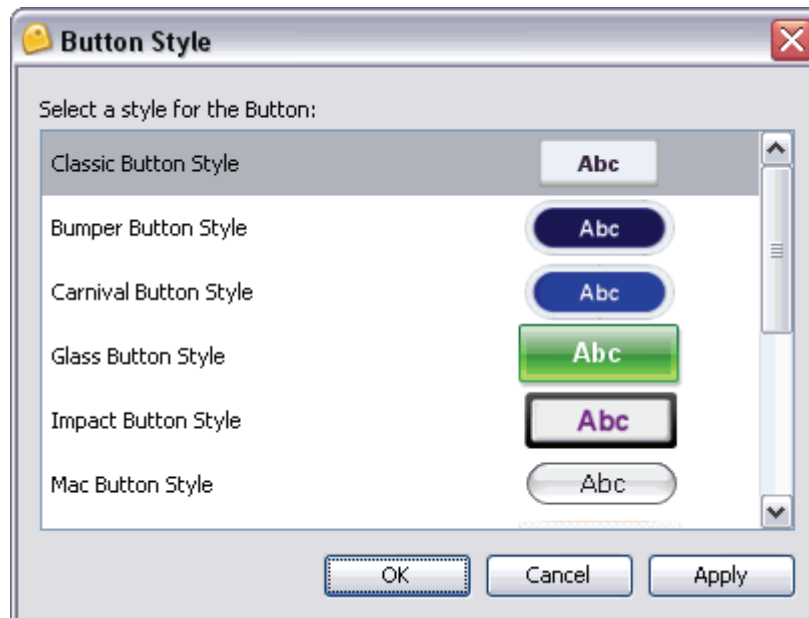 Button Style
Select a style for the Button:
Classic Button Style Abc
Bumper Button Style Abc
Carnival Button Style Abc
Glass Button Style Abc
Impact Button Style Abc
Mac Button Style Abc
OK Cancel Apply